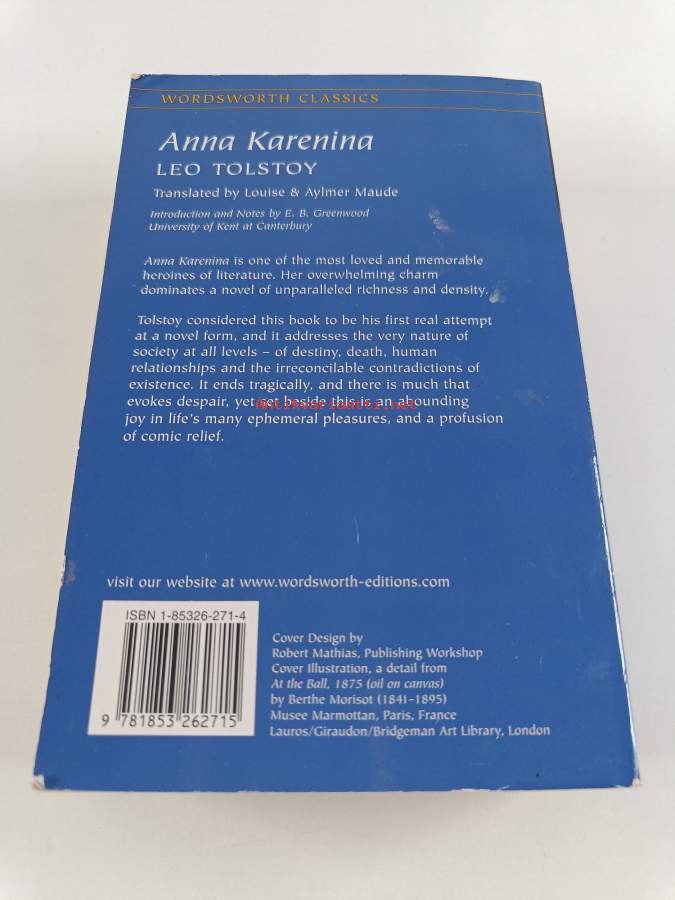 WORDSWORTH CLASSICS
Anna Karenina
LEO TOLSTOY
Translated by Louise & Aylmer Maude
Introduction and Notes by E. B. Greenwood
University of Kent at Canterbury
Anna Karenina is one of the most loved and memorable
heroines of literature. Her overwhelming charm
dominates a novel of unparalleled richness and density.
Tolstoy considered this book to be his first real attempt
at a novel form, and it addresses the very nature of
society at all levels – of destiny, death, human
relationships and the irreconcilable contradictions of
existence. It ends tragically, and there is much that
evokes despair, yet set beside this is an abounding
Antikvariaatti.net
joy in life's many ephemeral pleasures, and a profusion
of comic relief.
visit our website at www.wordsworth-editions.com
ISBN 1-85326-271-4
9 781853 262715
Cover Design by
Robert Mathias, Publishing Workshop
Cover Illustration, a detail from
At the Ball, 1875 (oil on canvas)
by Berthe Morisot (1841–1895)
Musee Marmottan, Paris, France
Lauros/Giraudon/Bridgeman Art Library, London